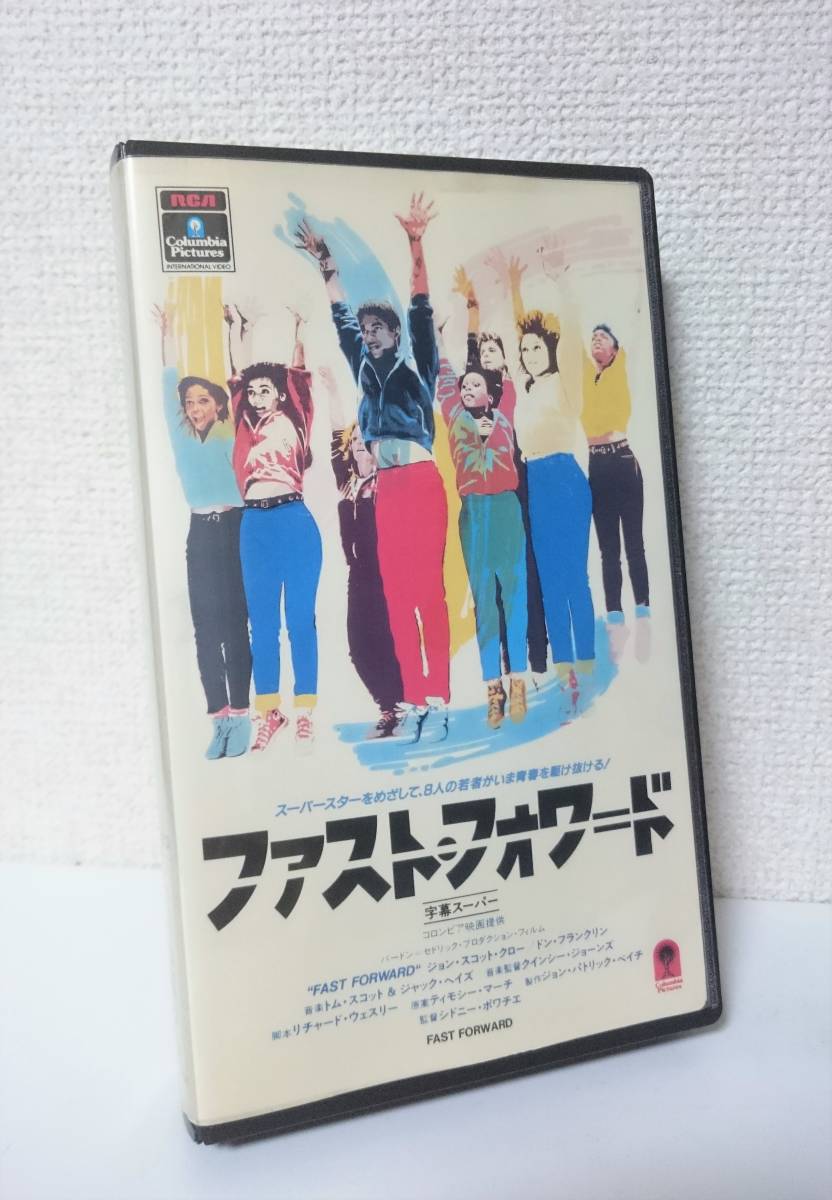 RCA
Columbia
Pictures
INTERNATIONAL VIDEO
スーパースターをめざして、8人の若者がいま青春を駆け抜ける!
ファスト・フォワード
字幕スーパー
コロンビア映画提供
バードン=セドリック・プロダクション・フィルム
"FAST FORWARD" ジョン・スコット・クロー ドン・フランクリン
音楽トム・スコット & ジャック・ヘイズ 音楽監督クインシー・ジョーンズ
脚本リチャード・ウェスリー 原案ティモシー・マーチ 製作ジョン・パトリック・ベイチ
監督シドニー・ポワチエ
FAST FORWARD
Columbia
Pictures